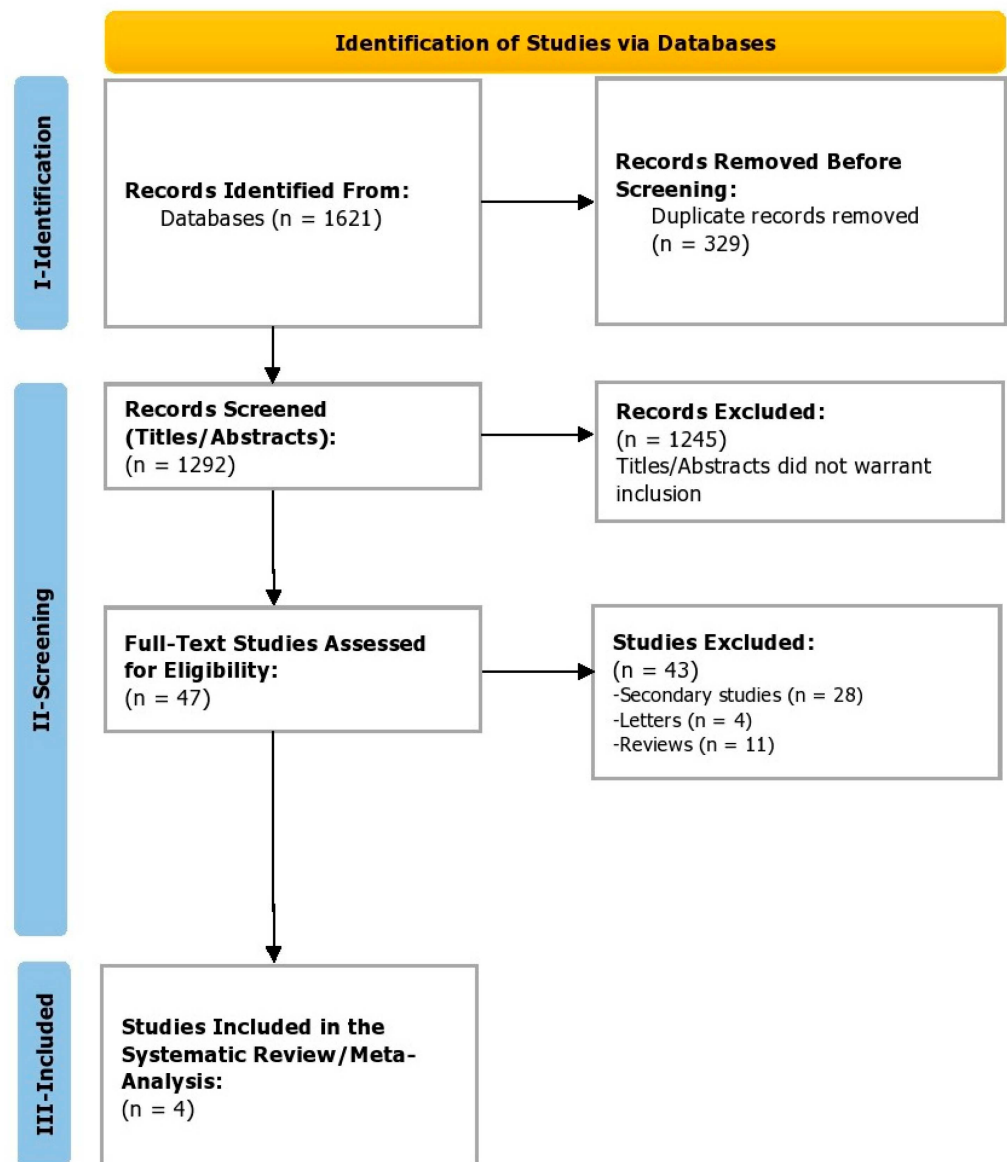 Identification of Studies via Databases
I-Identification
Records Identified From:
Databases (n = 1621)
Records Removed Before
Screening:
Duplicate records removed
(n = 329)
II-Screening
Records Screened
(Titles/Abstracts):
(n = 1292)
Records Excluded:
(n = 1245)
Titles/Abstracts did not warrant
inclusion
Full-Text Studies Assessed
for Eligibility:
(n = 47)
Studies Excluded:
(n = 43)
-Secondary studies (n = 28)
-Letters (n = 4)
-Reviews (n = 11)
III-Included
Studies Included in the
Systematic Review/Meta-
Analysis:
(n = 4)